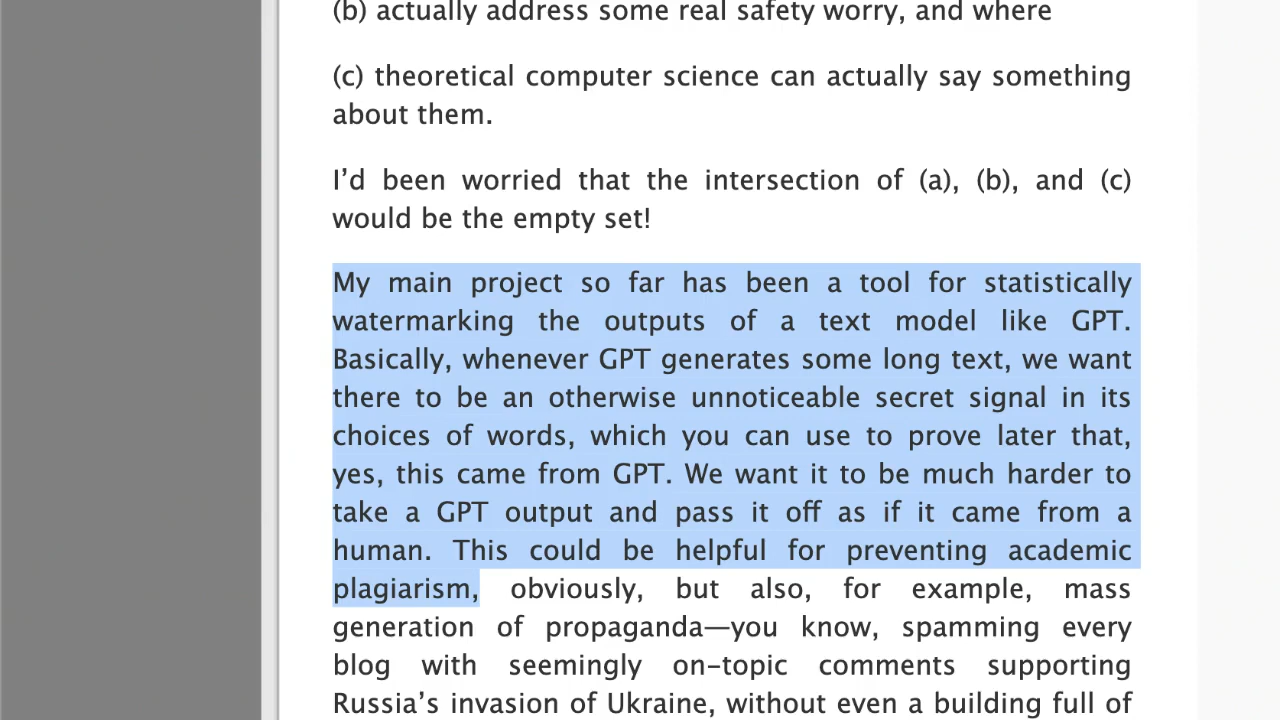 (b) actually address some real safety worry, and where
(c) theoretical computer science can actually say something
about them.
I’d been worried that the intersection of (a), (b), and (c)
would be the empty set!
My main project so far has been a tool for statistically
watermarking the outputs of a text model like GPT.
Basically, whenever GPT generates some long text, we want
there to be an otherwise unnoticeable secret signal in its
choices of words, which you can use to prove later that,
yes, this came from GPT. We want it to be much harder to
take a GPT output and pass it off as if it came from a
human. This could be helpful for preventing academic
plagiarism, obviously, but also, for example, mass
generation of propaganda—you know, spamming every
blog with seemingly on-topic comments supporting
Russia’s invasion of Ukraine, without even a building full of